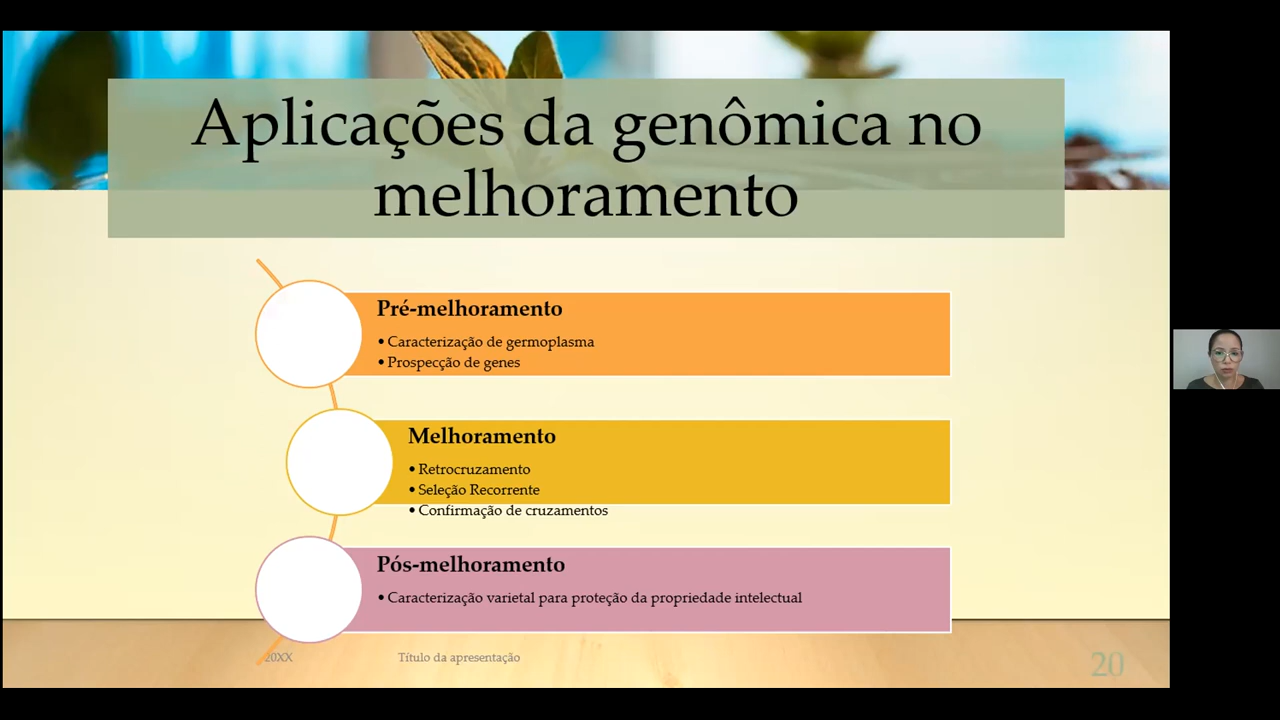 Aplicações da genômica no
melhoramento
Pré-melhoramento
• Caracterização de germoplasma
• Prospecção de genes
Melhoramento
• Retrocruzamento
• Seleção Recorrente
• Confirmação de cruzamentos
Pós-melhoramento
• Caracterização varietal para proteção da propriedade intelectual
20XX
Título da apresentação
20